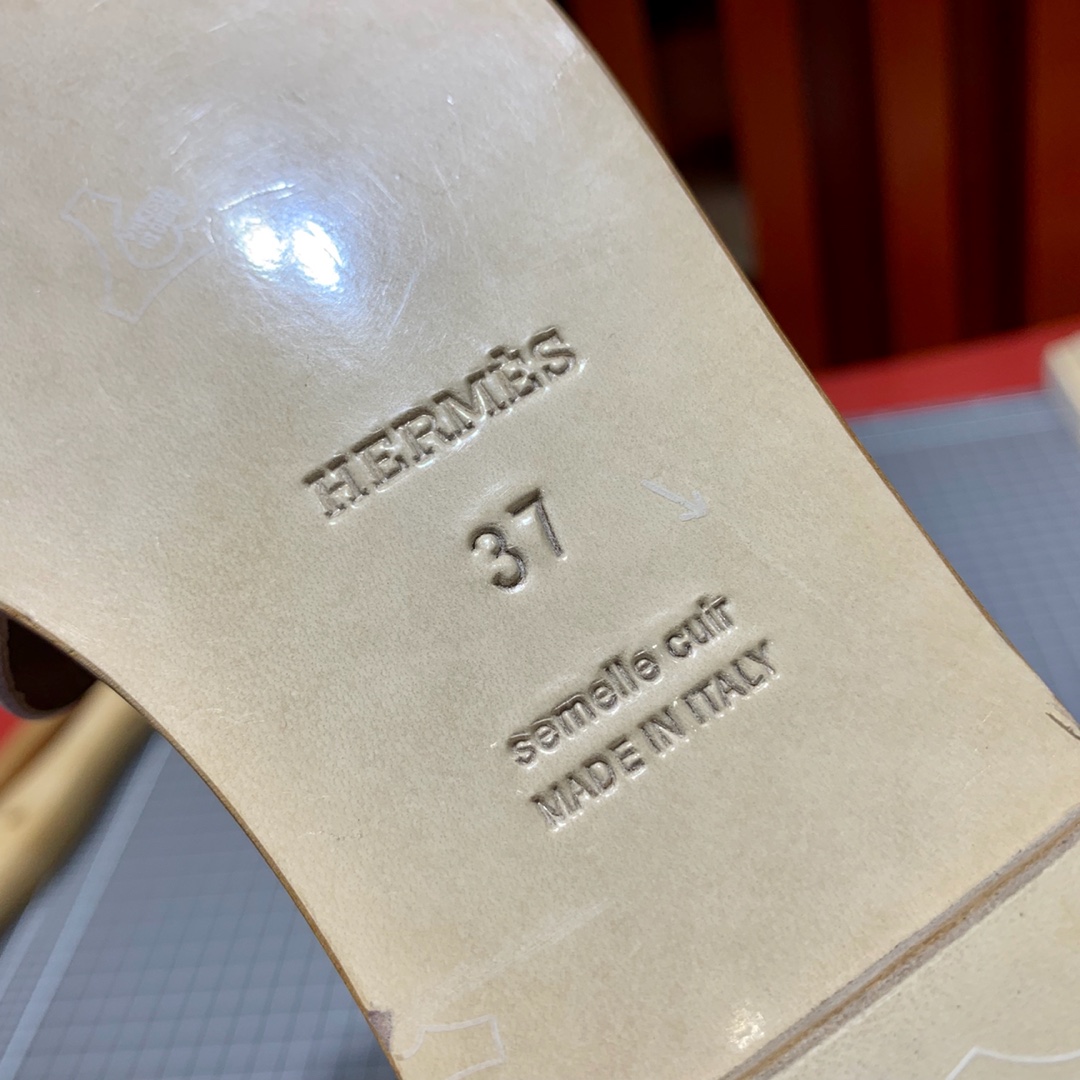 HERMÈS
37
semelle cuir
MADE IN ITALY